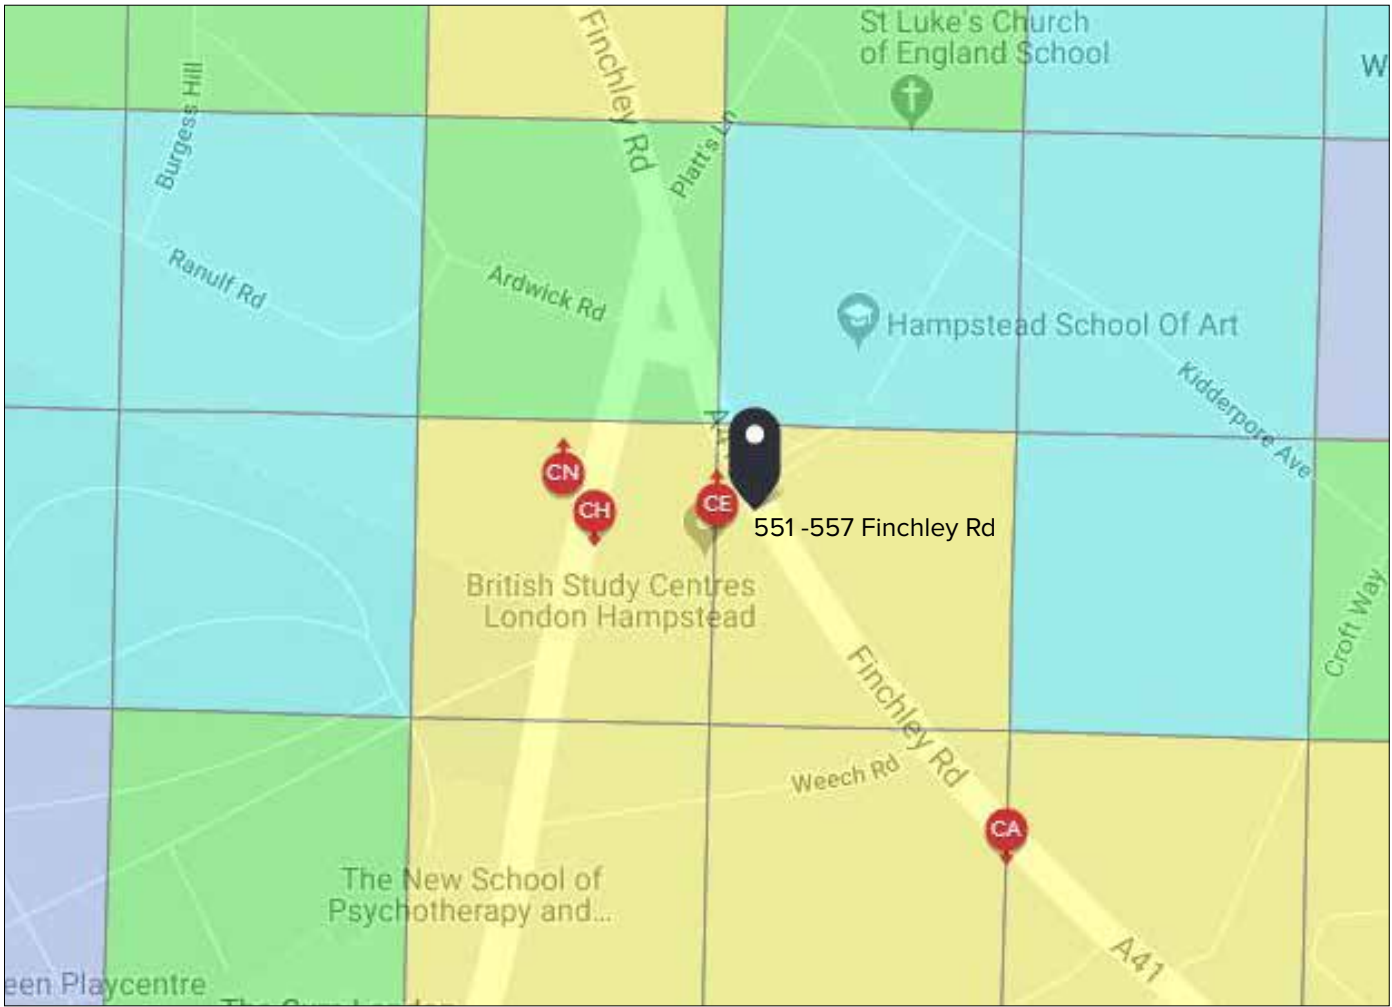 St Luke's Church
of England School
W
Finchley Rd
Burgess Hill
Platt's Ln
Ranulf Rd
Ardwick Rd
Hampstead School Of Art
Kidderpore Ave
CN
CH
CE
551 -557 Finchley Rd
British Study Centres
London Hampstead
Croft Way
Finchley Rd
Weech Rd
CA
The New School of
Psychotherapy and...
A41
een Playcentre